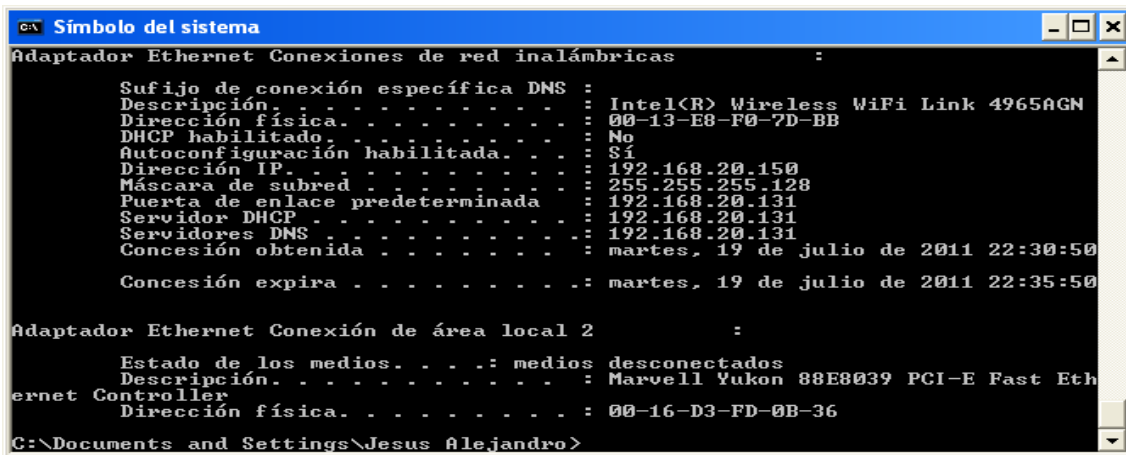 Símbolo del sistema
Adaptador Ethernet Conexiones de red inalámbricas :
Sufijo de conexión específica DNS :
Descripción. . . . . . . . . . . : Intel(R) Wireless WiFi Link 4965AGN
Dirección física. . . . . . . . . : 00-13-E8-F0-7D-BB
DHCP habilitado. . . . . . . . . : No
Autoconfiguración habilitada. . . : Sí
Dirección IP. . . . . . . . . . . : 192.168.20.150
Máscara de subred . . . . . . . . : 255.255.255.128
Puerta de enlace predeterminada : 192.168.20.131
Servidor DHCP . . . . . . . . . . : 192.168.20.131
Servidores DNS . . . . . . . . . .: 192.168.20.131
Concesión obtenida . . . . . . . : martes, 19 de julio de 2011 22:30:50
Concesión expira . . . . . . . . .: martes, 19 de julio de 2011 22:35:50
Adaptador Ethernet Conexión de área local 2 :
Estado de los medios. . . .: medios desconectados
Descripción. . . . . . . . . . . : Marvell Yukon 88E8039 PCI-E Fast Eth
ernet Controller
Dirección física. . . . . . . . . : 00-16-D3-FD-0B-36
C:\Documents and Settings\Jesus Alejandro>